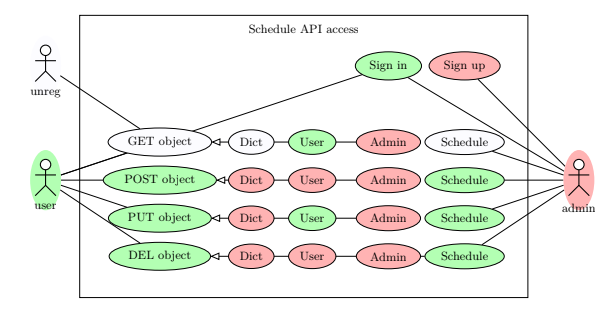 Schedule API access
Sign in Sign up
unreg
GET object Dict User Admin Schedule
POST object Dict User Admin Schedule
user admin
PUT object Dict User Admin Schedule
DEL object Dict User Admin Schedule